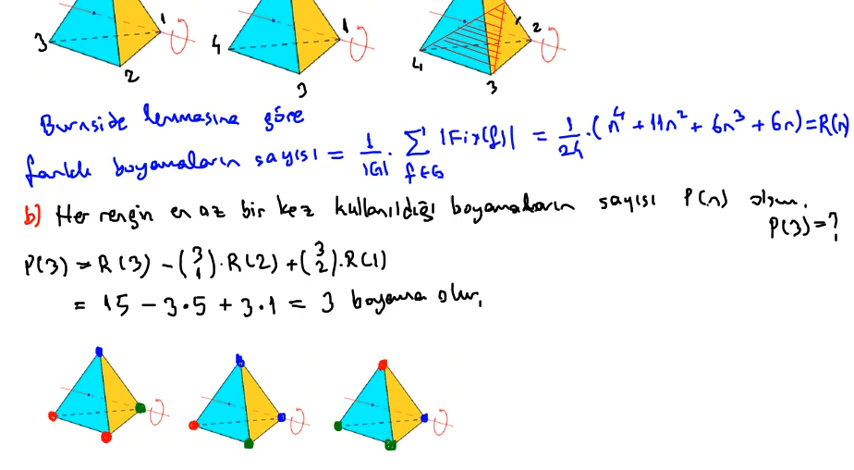 3 2 1 4 3 1 4 3 1 2
Burnside lemmasına göre
farklı boyamaların sayısı = 1/|G| · Σ_{f∈G} |Fix(f)| = 1/24 · (n⁴ + 11n² + 6n³ + 6n) = R(n)
b) Her rengin en az bir kez kullanıldığı boyamaların sayısı P(n) olsun.
P(3) = ?
P(3) = R(3) - (3 1)·R(2) + (3 2)·R(1)
= 15 - 3·5 + 3·1 = 3 boyama olur.